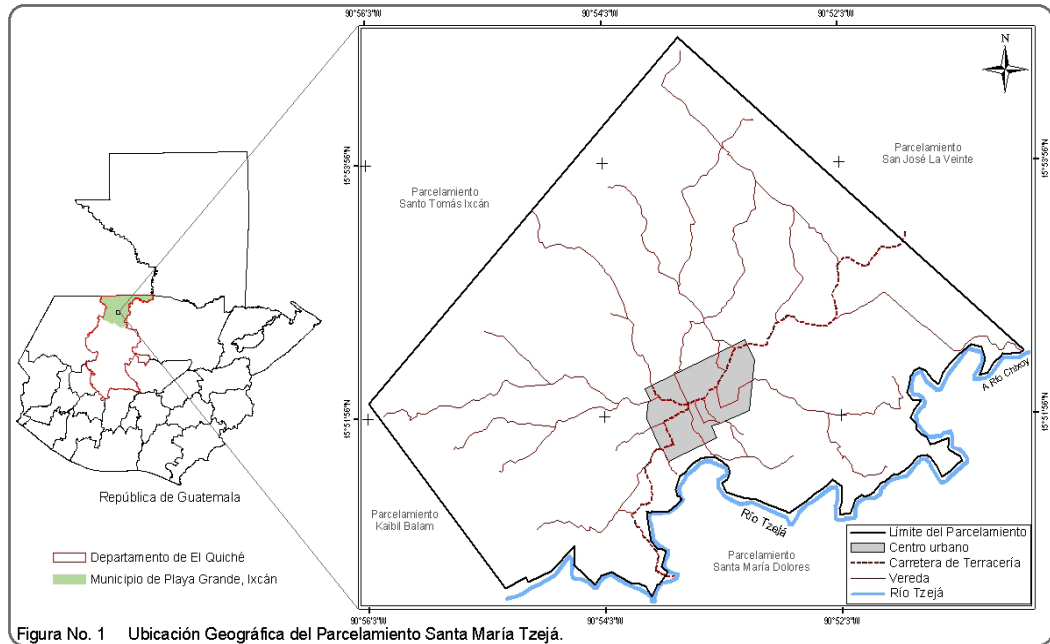 90°56'3"W
90°54'3"W
90°52'3"W
N
15°53'56"N
15°53'56"N
Parcelamiento
San José La Veinte
Parcelamiento
Santo Tomás Ixcán
A Río Chixoy
15°51'56"N
15°51'56"N
República de Guatemala
Departamento de El Quiché
Municipio de Playa Grande, Ixcán
Parcelamiento
Kaibil Balam
Río Tzejá
Parcelamiento
Santa María Dolores
Límite del Parcelamiento
Centro urbano
Carretera de Terracería
Vereda
Río Tzejá
90°56'3"W
90°54'3"W
90°52'3"W
Figura No. 1 Ubicación Geográfica del Parcelamiento Santa María Tzejá.